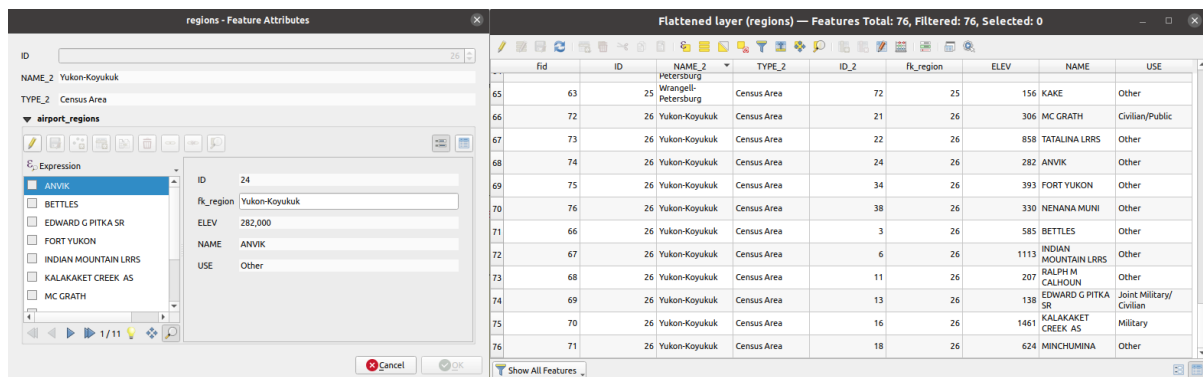 regions - Feature Attributes
ID 26
NAME_2 Yukon-Koyukuk
TYPE_2 Census Area
airport_regions
Expression
ANVIK
BETTLES
EDWARD G PITKA SR
FORT YUKON
INDIAN MOUNTAIN LRRS
KALAKAKET CREEK AS
MC GRATH
ID 24
fk_region Yukon-Koyukuk
ELEV 282,000
NAME ANVIK
USE Other
1/11
Cancel OK
Flattened layer (regions) — Features Total: 76, Filtered: 76, Selected: 0
fid ID NAME_2 TYPE_2 ID_2 fk_region ELEV NAME USE
Petersburg
65 63 25 Wrangell-Petersburg Census Area 72 25 156 KAKE Other
66 72 26 Yukon-Koyukuk Census Area 21 26 306 MC GRATH Civilian/Public
67 73 26 Yukon-Koyukuk Census Area 22 26 858 TATALINA LRRS Other
68 74 26 Yukon-Koyukuk Census Area 24 26 282 ANVIK Other
69 75 26 Yukon-Koyukuk Census Area 34 26 393 FORT YUKON Other
70 76 26 Yukon-Koyukuk Census Area 38 26 330 NENANA MUNI Other
71 66 26 Yukon-Koyukuk Census Area 3 26 585 BETTLES Other
72 67 26 Yukon-Koyukuk Census Area 6 26 1113 INDIAN MOUNTAIN LRRS Other
73 68 26 Yukon-Koyukuk Census Area 11 26 207 RALPH M CALHOUN Other
74 69 26 Yukon-Koyukuk Census Area 13 26 138 EDWARD G PITKA SR Joint Military/Civilian
75 70 26 Yukon-Koyukuk Census Area 16 26 1461 KALAKAKET CREEK AS Military
76 71 26 Yukon-Koyukuk Census Area 18 26 624 MINCHUMINA Other
Show All Features